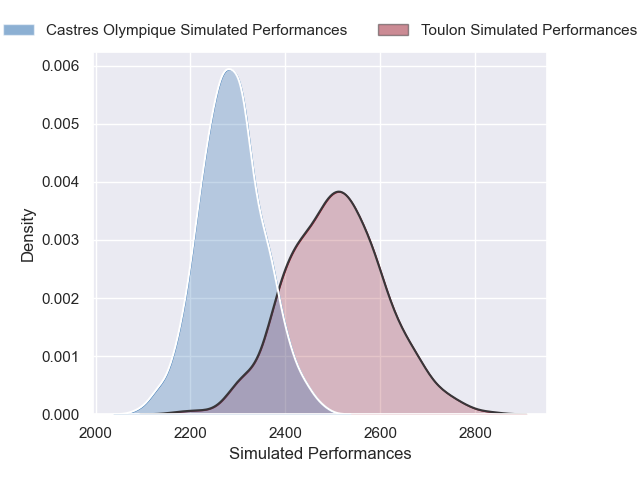 Castres Olympique Simulated Performances
Toulon Simulated Performances
0.006
0.005
0.004
0.003
0.002
0.001
0.000
Density
2000 2200 2400 2600 2800
Simulated Performances